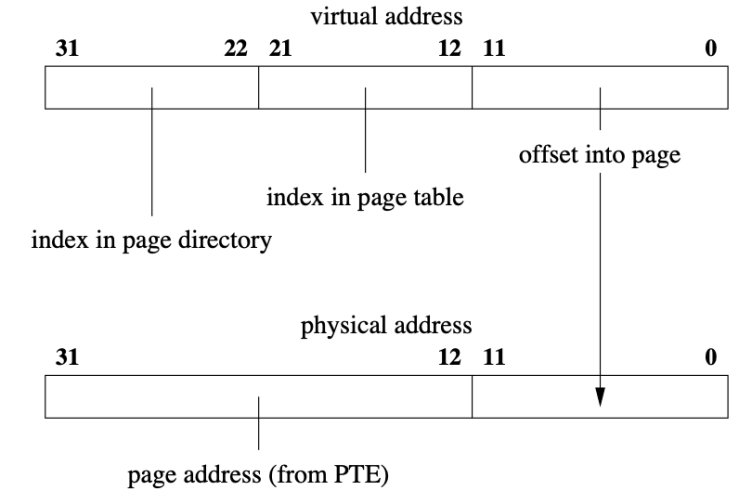 virtual address
31 22 21 12 11 0
offset into page
index in page table
index in page directory
physical address
31 12 11 0
page address (from PTE)